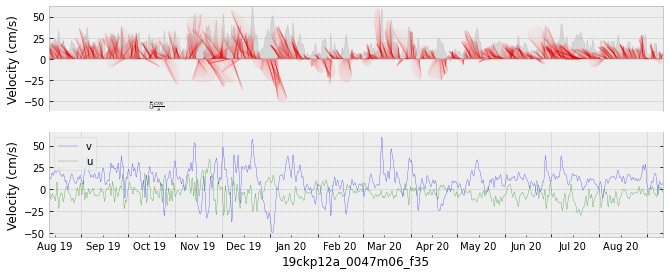 50
25
0
−25
−50
Velocity (cm/s)
5 cm/s
50
25
0
−25
−50
Velocity (cm/s)
v
u
Aug 19 Sep 19 Oct 19 Nov 19 Dec 19 Jan 20 Feb 20 Mar 20 Apr 20 May 20 Jun 20 Jul 20 Aug 20
19ckp12a_0047m06_f35